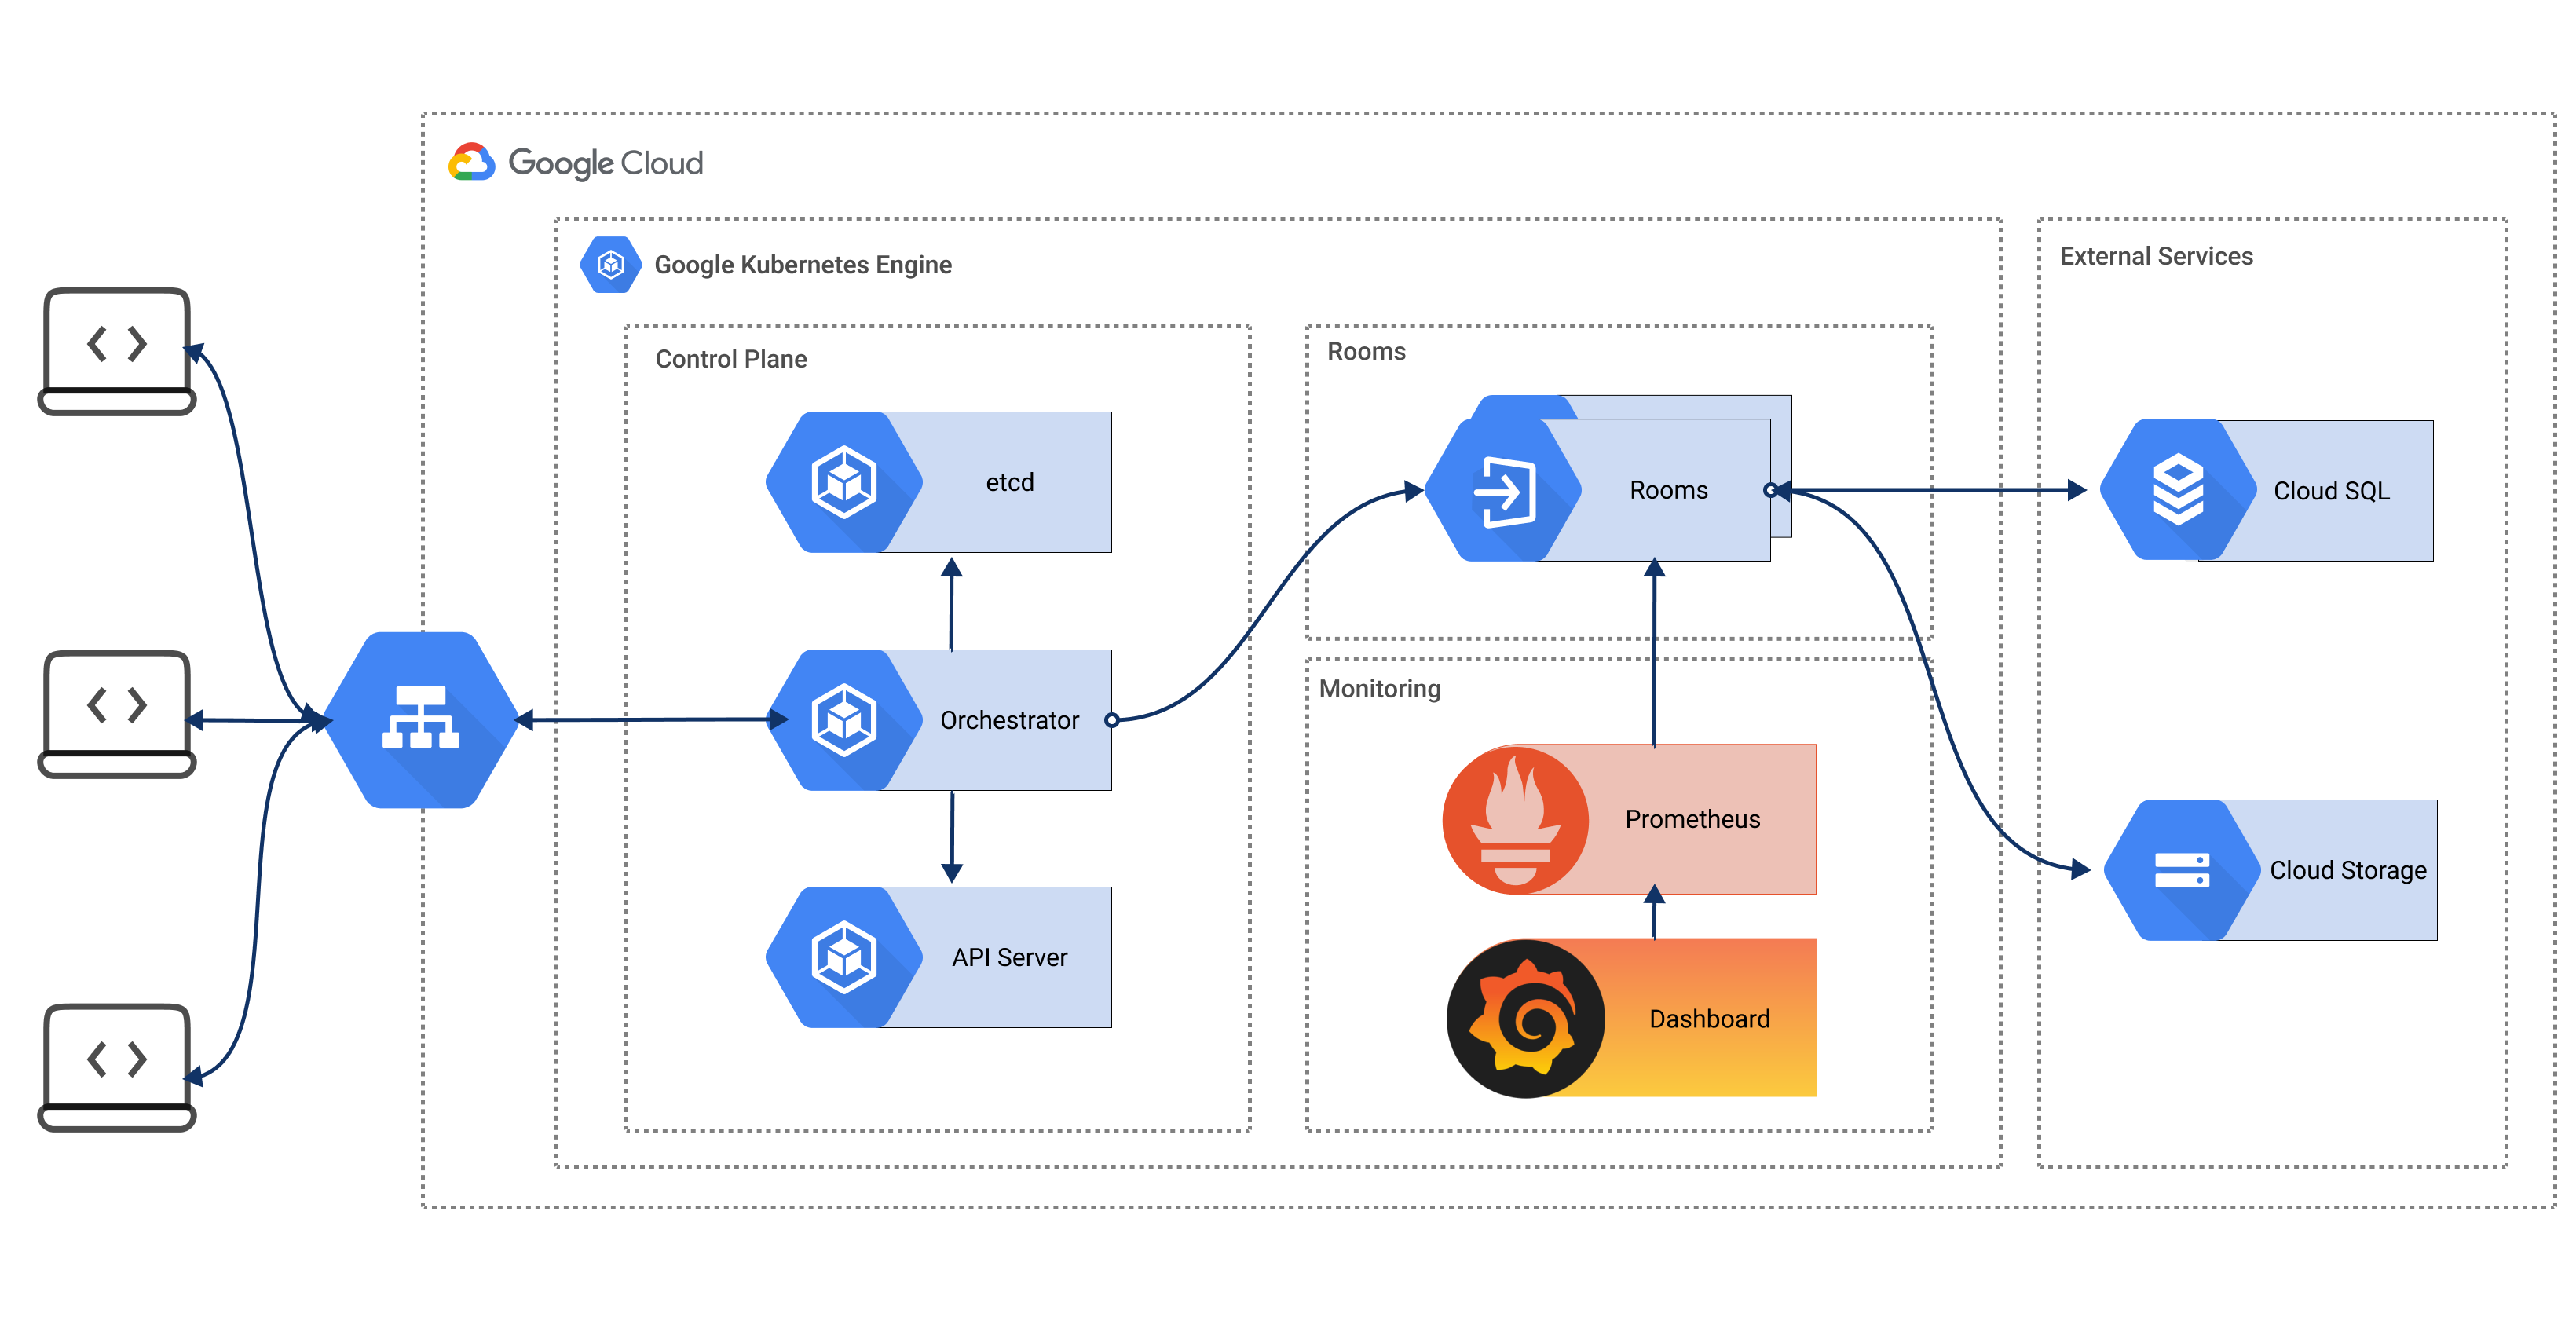 Google Cloud
Google Kubernetes Engine
External Services
Control Plane
Rooms
etcd
Rooms
Cloud SQL
Monitoring
Orchestrator
Prometheus
Cloud Storage
API Server
Dashboard